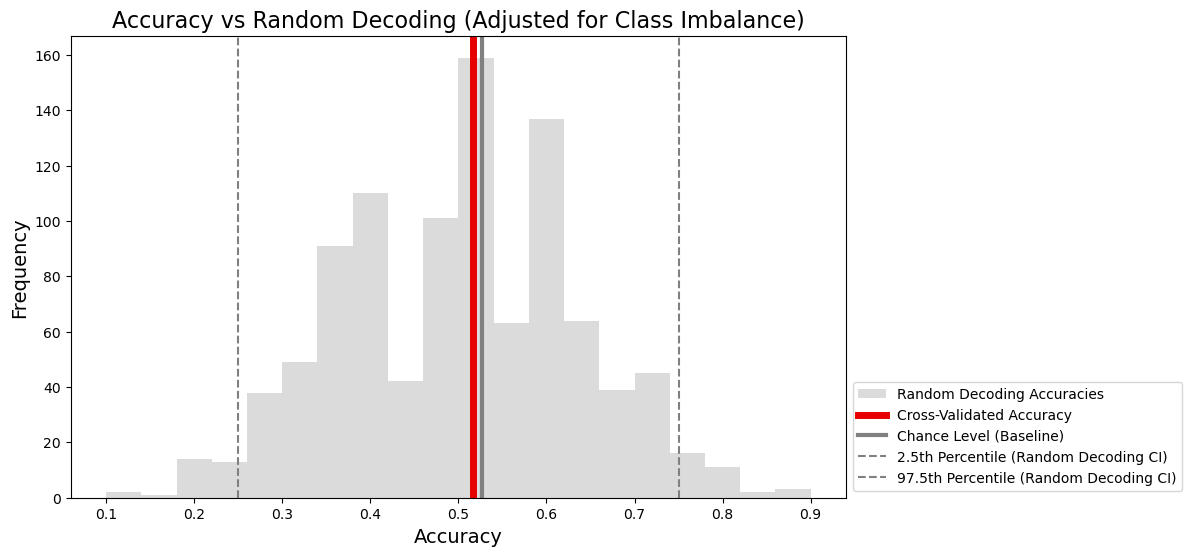 Accuracy vs Random Decoding (Adjusted for Class Imbalance)
Frequency
160
140
120
100
80
60
40
20
0
0.1 0.2 0.3 0.4 0.5 0.6 0.7 0.8 0.9
Accuracy
Random Decoding Accuracies
Cross-Validated Accuracy
Chance Level (Baseline)
2.5th Percentile (Random Decoding CI)
97.5th Percentile (Random Decoding CI)